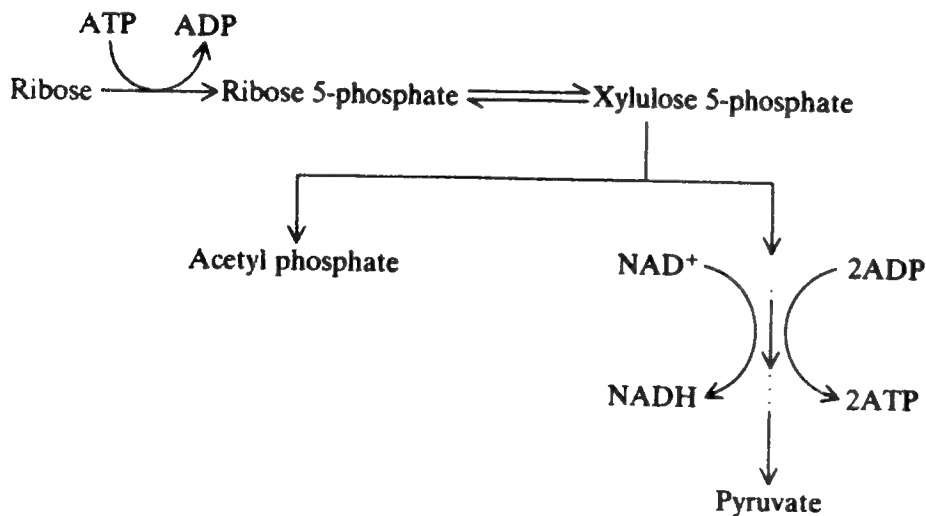 ATP ADP
Ribose Ribose 5-phosphate Xylulose 5-phosphate
Acetyl phosphate
NAD⁺ 2ADP
NADH 2ATP
Pyruvate